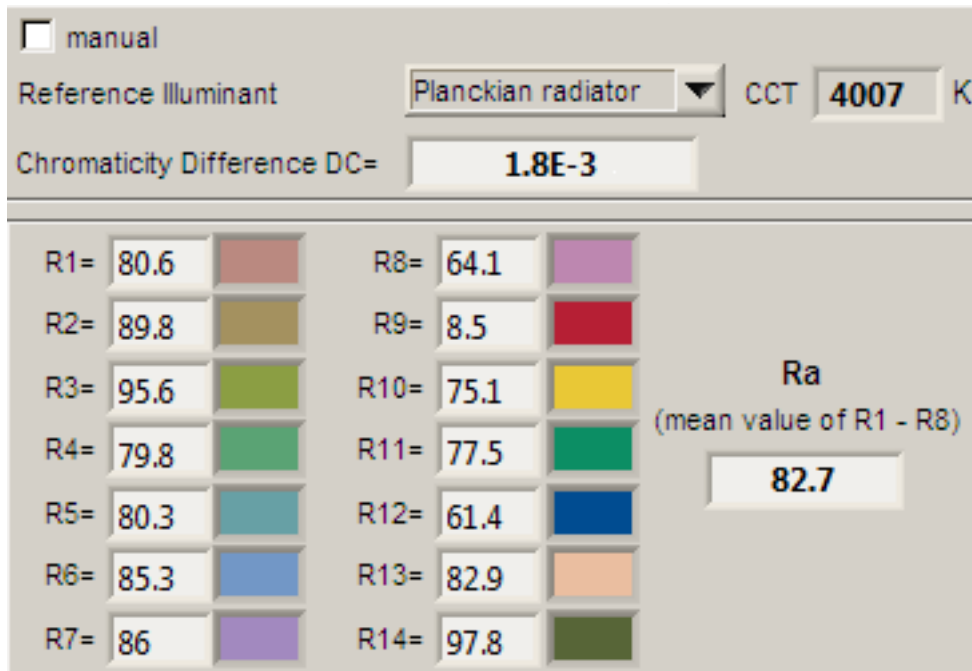 manual
Reference Illuminant Planckian radiator CCT 4007 K
Chromaticity Difference DC= 1.8E-3
R1= 80.6 R8= 64.1
R2= 89.8 R9= 8.5
R3= 95.6 R10= 75.1
Ra
(mean value of R1 - R8)
R4= 79.8 R11= 77.5
82.7
R5= 80.3 R12= 61.4
R6= 85.3 R13= 82.9
R7= 86 R14= 97.8